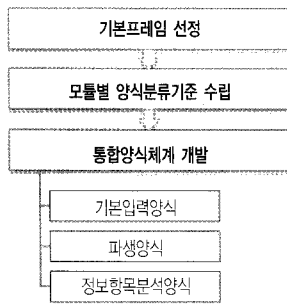 기본프레임 선정
모듈별 양식분류기준 수립
통합양식체계 개발
기본입력양식
파생양식
정보항목분석양식